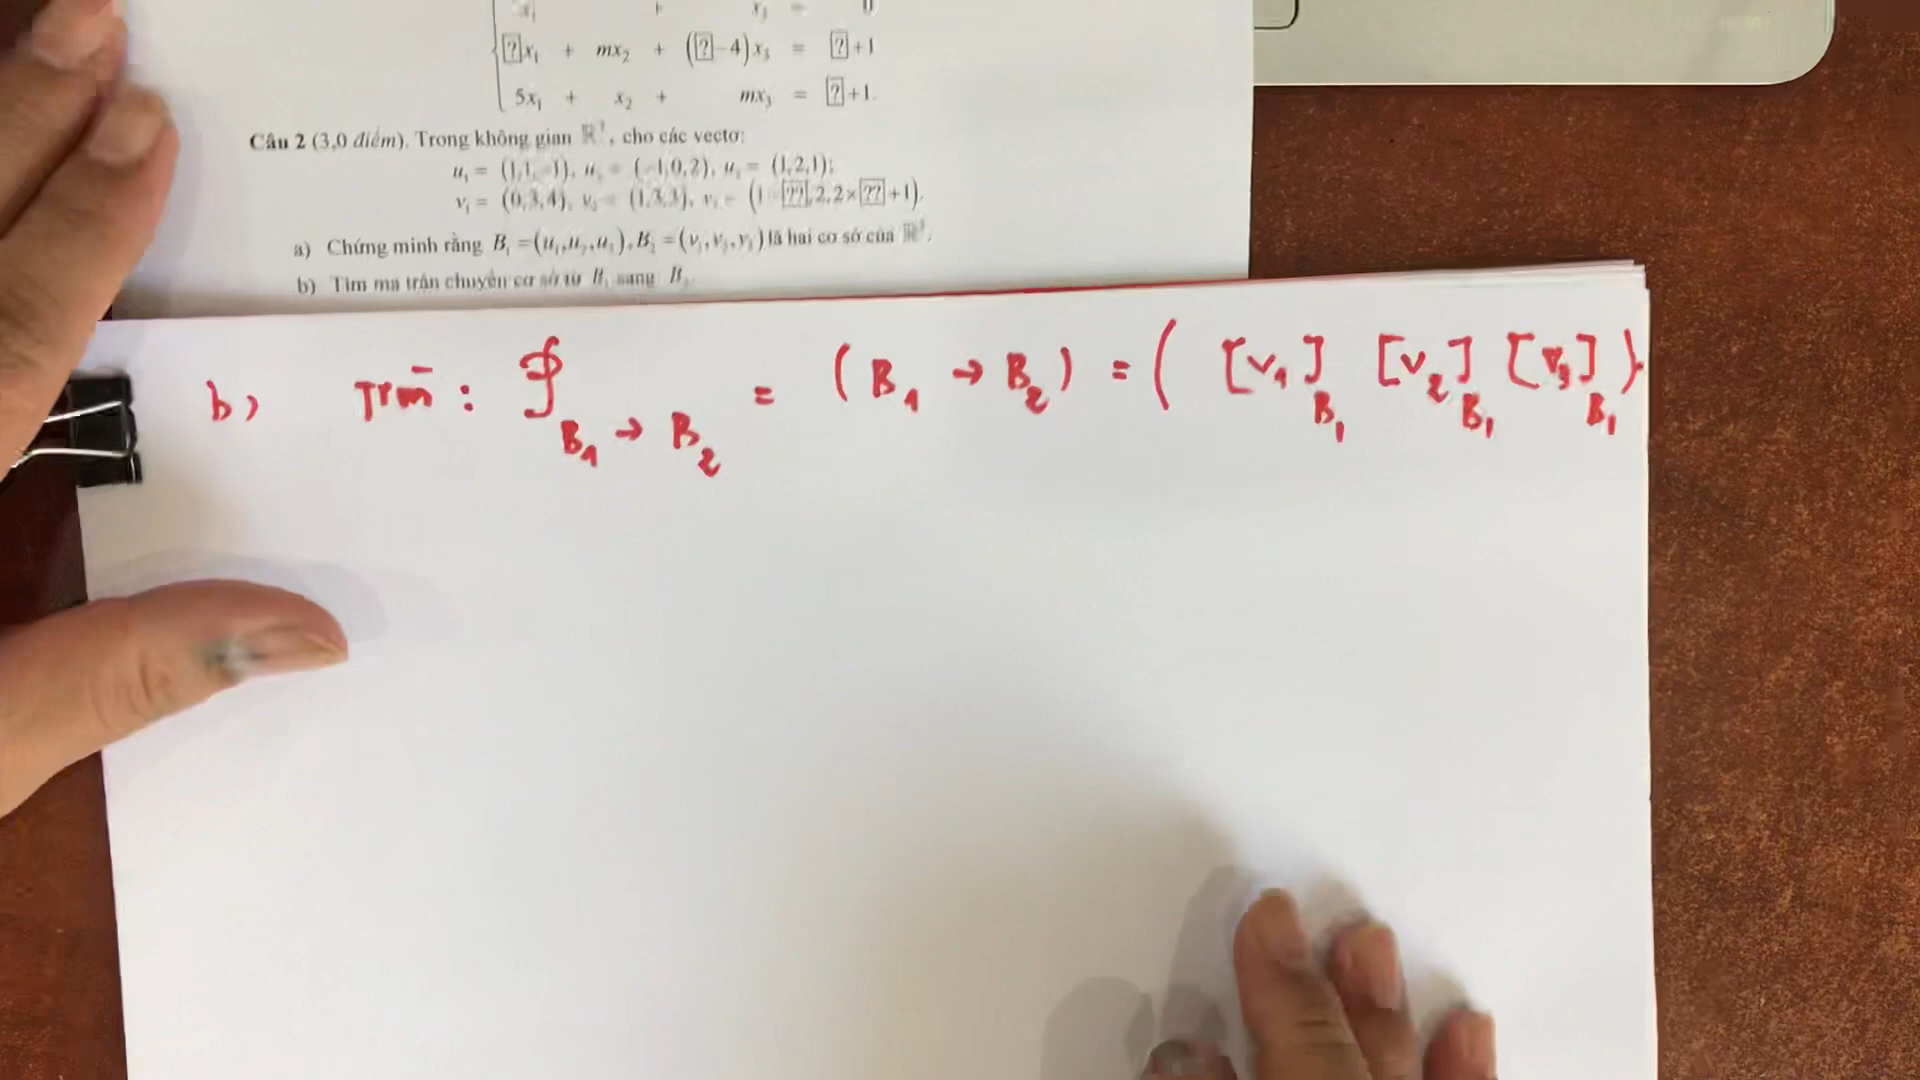 [?]x₁ + mx₂ + ([?]−4)x₃ = [?]+1
5x₁ + x₂ + mx₃ = [?]+1.
Câu 2 (3,0 điểm). Trong không gian ℝ³, cho các vectơ:
u₁ = (1,1,−1), u₂ = (−1,0,2), u₃ = (1,2,1);
v₁ = (0,3,4), v₂ = (1,3,3), v₃ = (1 [??],2,2×[??]+1).
a) Chứng minh rằng B₁ = (u₁,u₂,u₃), B₂ = (v₁,v₂,v₃) là hai cơ sở của ℝ³.
b) Tìm ma trận chuyển cơ sở từ B₁ sang B₂.
b) Tìm : 𝒫 B₁ → B₂ = (B₁ → B₂) = ( [v₁]B₁ [v₂]B₁ [v₃]B₁ )